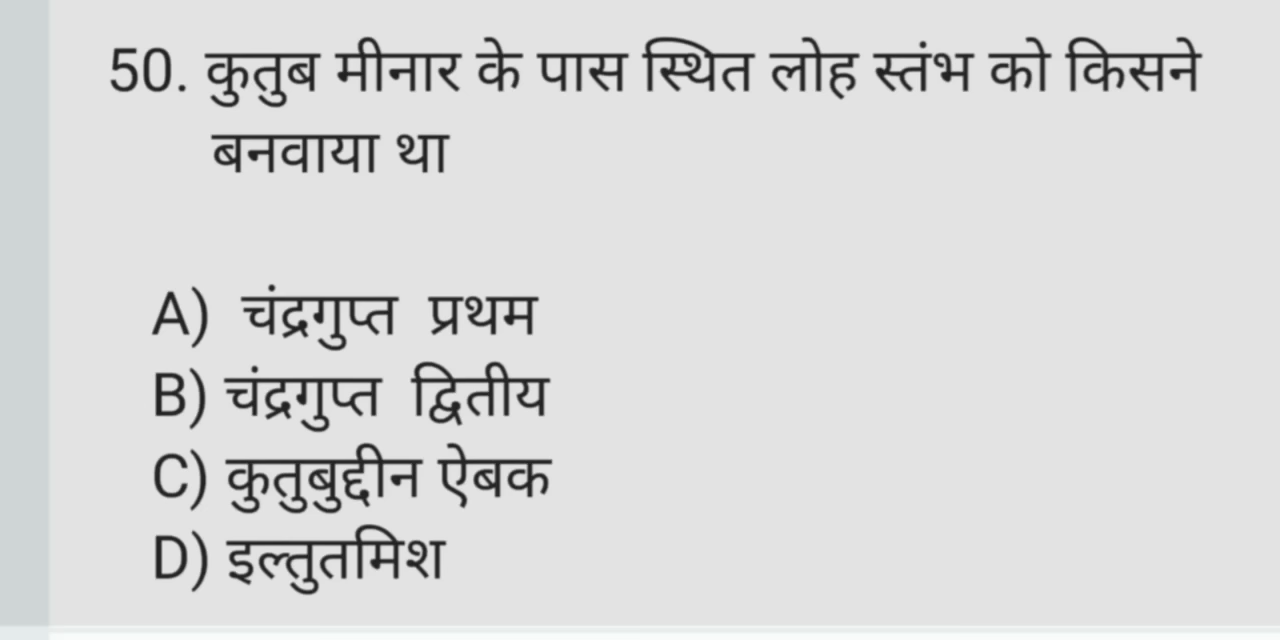 50. कुतुब मीनार के पास स्थित लोह स्तंभ को किसने
बनवाया था
A) चंद्रगुप्त प्रथम
B) चंद्रगुप्त द्वितीय
C) कुतुबुद्दीन ऐबक
D) इल्तुतमिश